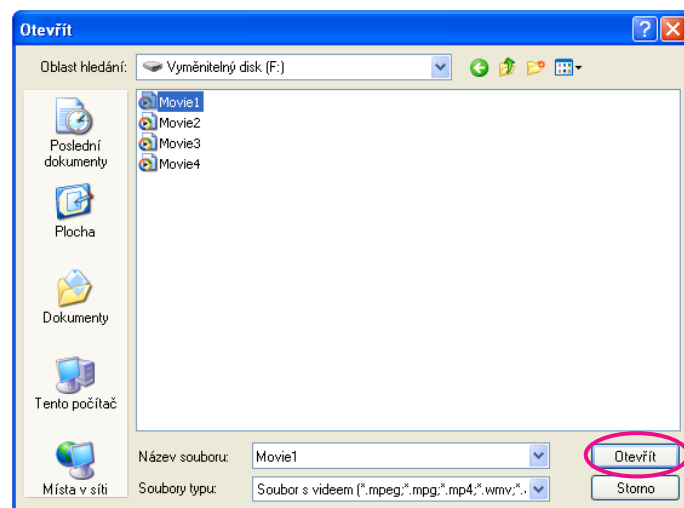 Otevřít
Oblast hledání: Vyměnitelný disk (F:)
Movie1
Movie2
Movie3
Movie4
Poslední
dokumenty
Plocha
Dokumenty
Tento počítač
Místa v síti
Název souboru: Movie1 Otevřít
Soubory typu: Soubor s videem (*.mpeg;*.mpg;*.mp4;*.wmv;*. Storno